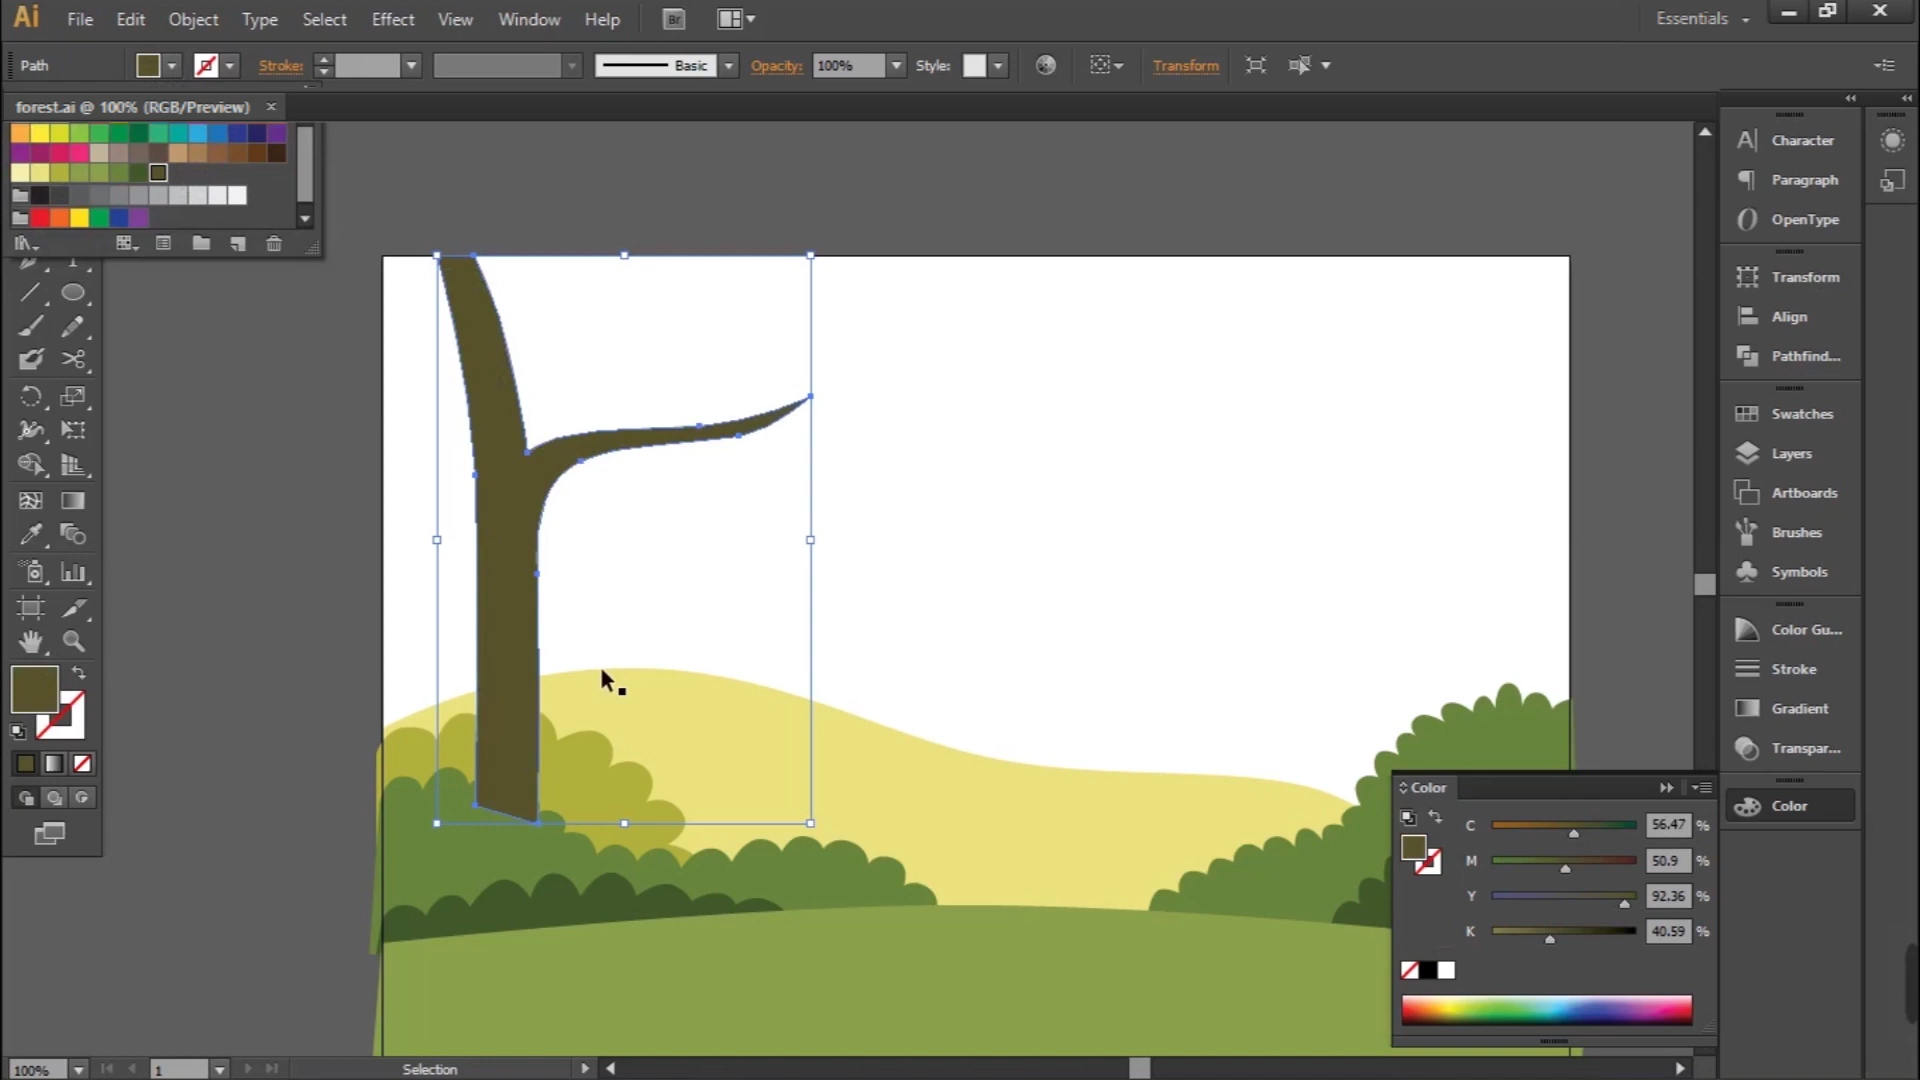 Ai File Edit Object Type Select Effect View Window Help Br Essentials
Path Stroke: Basic Opacity: 100% Style: Transform
forest.ai @ 100% (RGB/Preview)
Character
Paragraph
OpenType
Transform
Align
Pathfind...
Swatches
Layers
Artboards
Brushes
Symbols
Color Gu...
Stroke
Gradient
Transpar...
Color
Color
C 56.47 %
M 50.9 %
Y 92.36 %
K 40.59 %
100% 1 Selection